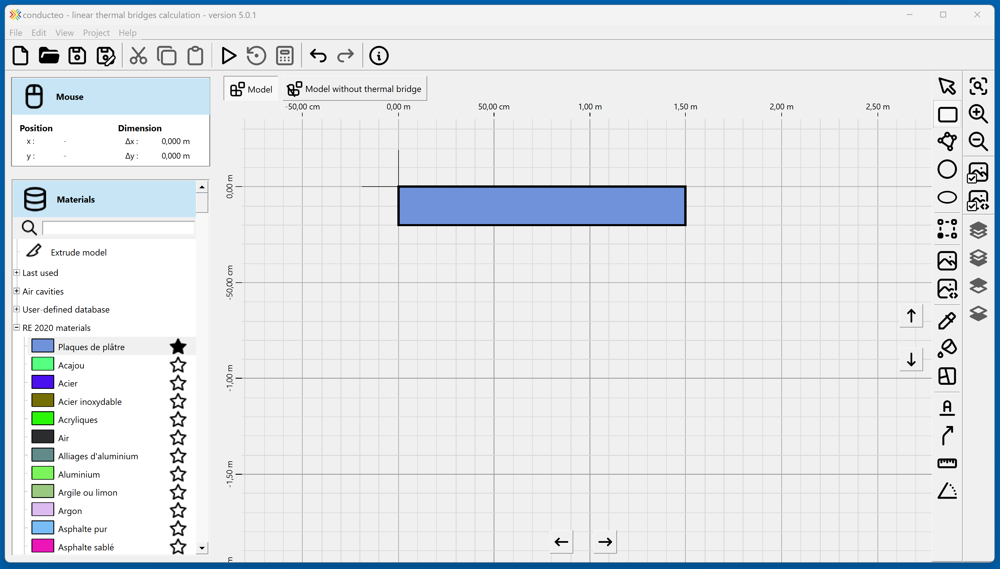 conducteo - linear thermal bridges calculation - version 5.0.1
File Edit View Project Help
Mouse
Position Dimension
x : - Δx : 0,000 m
y : - Δy : 0,000 m
Materials
Extrude model
Last used
Air cavities
User-defined database
RE 2020 materials
Plaques de plâtre
Acajou
Acier
Acier inoxydable
Acryliques
Air
Alliages d'aluminium
Aluminium
Argile ou limon
Argon
Asphalte pur
Asphalte sablé
Model Model without thermal bridge
-50,00 cm 0,00 m 50,00 cm 1,00 m 1,50 m 2,00 m 2,50 m
0,00 m
-50,00 cm
-1,00 m
-1,50 m
m
A